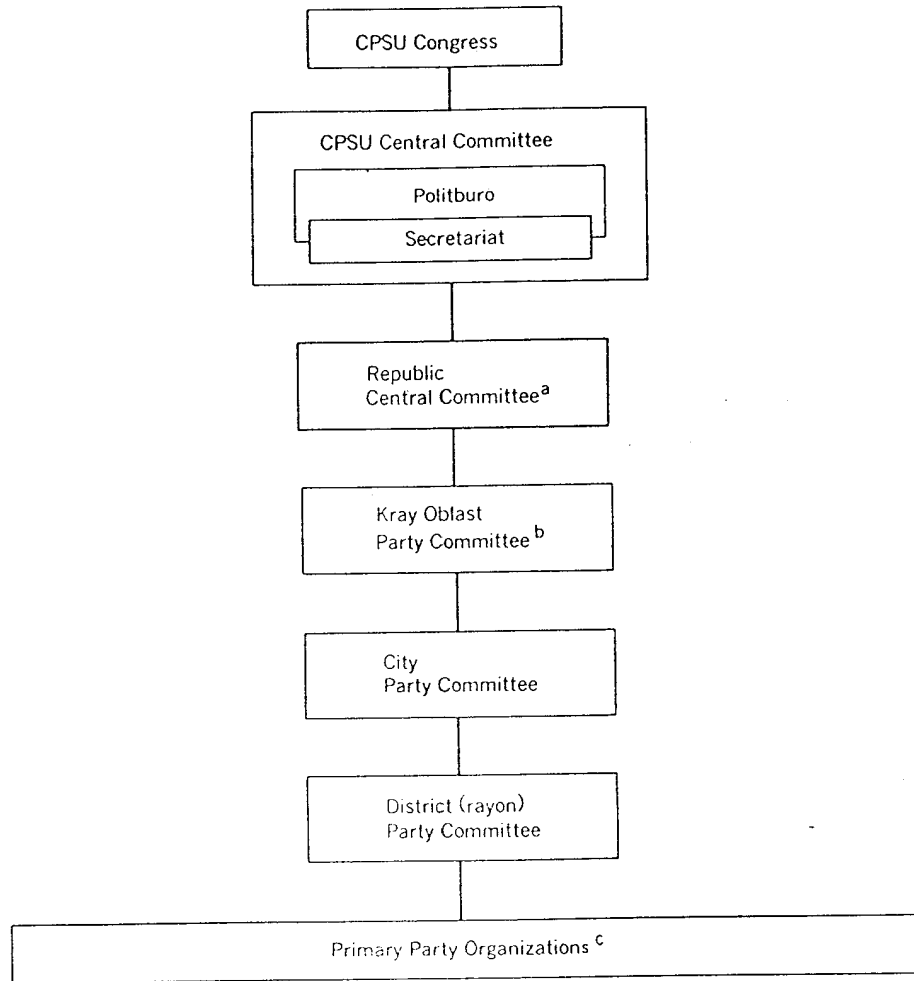 CPSU Congress
CPSU Central Committee
Politburo
Secretariat
Republic
Central Committee a
Kray Oblast
Party Committee b
City
Party Committee
District (rayon)
Party Committee
Primary Party Organizations c